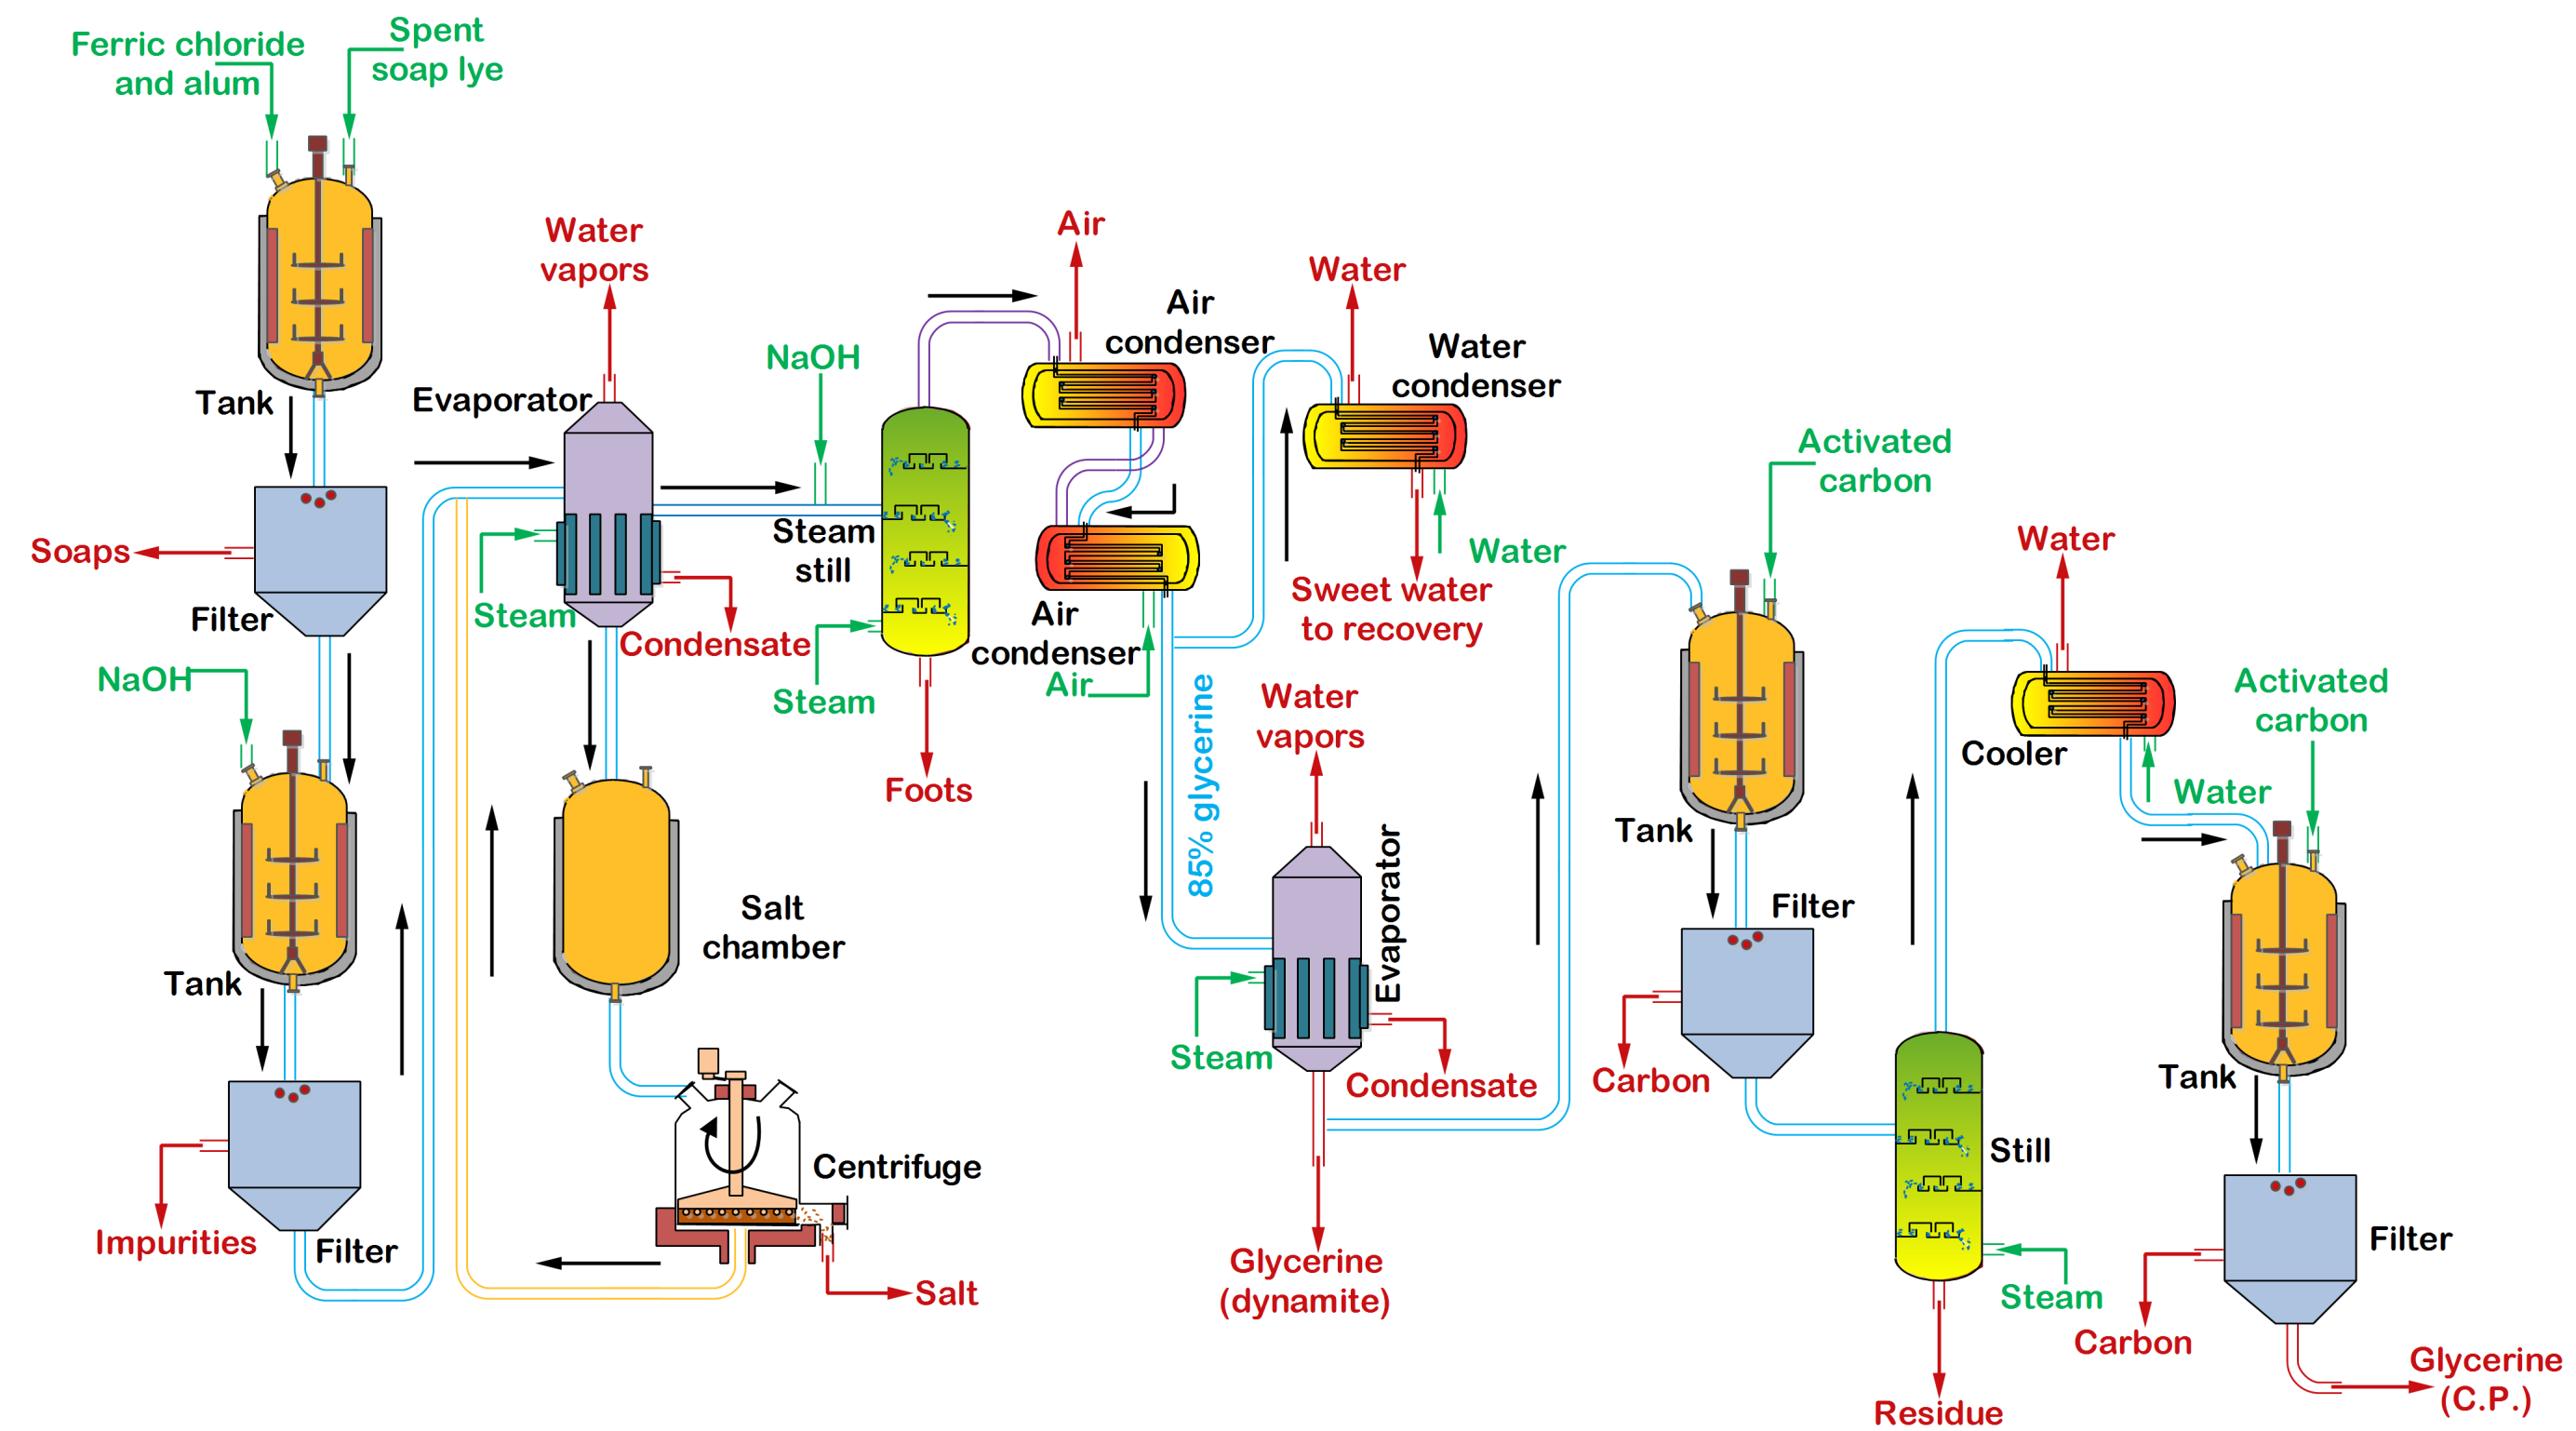 Ferric chloride
and alum
Spent
soap lye
Tank
Soaps
Filter
NaOH
Tank
Impurities
Filter
Water
vapors
Evaporator
Steam
Condensate
Salt
chamber
Centrifuge
Salt
NaOH
Steam
still
Steam
Foots
Air
Air
condenser
Air
condenser
Air
Water
Water
condenser
Water
Sweet water
to recovery
85% glycerine
Water
vapors
Evaporator
Steam
Condensate
Glycerine
(dynamite)
Activated
carbon
Tank
Filter
Carbon
Still
Steam
Residue
Water
Cooler
Water
Activated
carbon
Tank
Filter
Carbon
Glycerine
(C.P.)